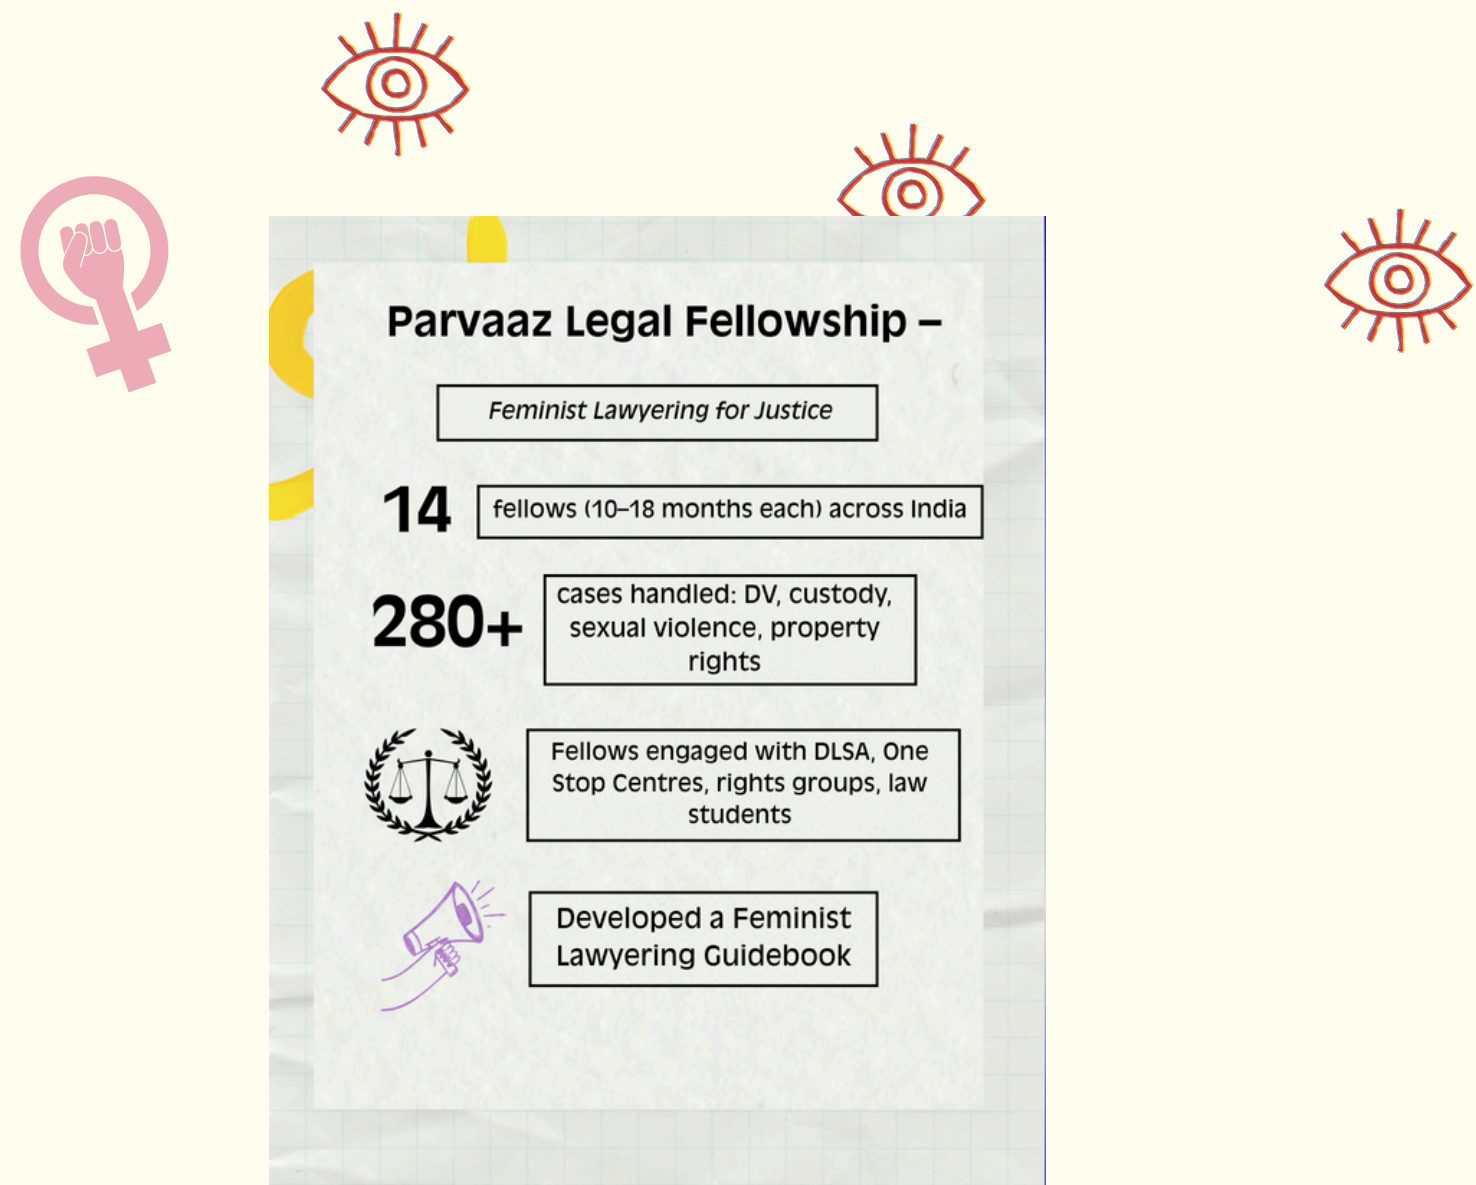 Parvaaz Legal Fellowship –
Feminist Lawyering for Justice
14
fellows (10–18 months each) across India
280+
cases handled: DV, custody,
sexual violence, property
rights
Fellows engaged with DLSA, One
Stop Centres, rights groups, law
students
Developed a Feminist
Lawyering Guidebook